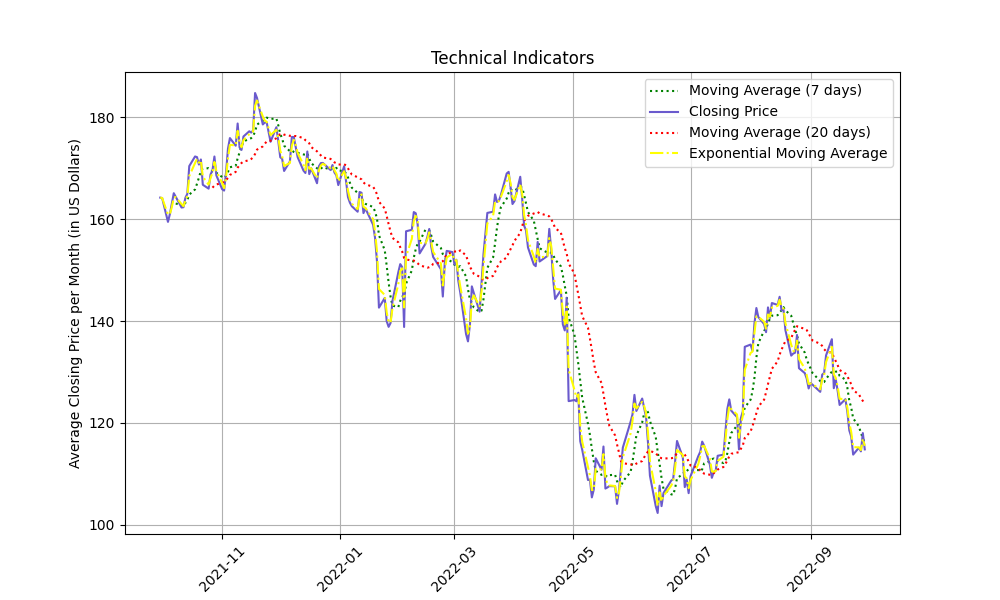 Technical Indicators
Moving Average (7 days)
Closing Price
Moving Average (20 days)
Exponential Moving Average
Average Closing Price per Month (in US Dollars)
180
160
140
120
100
2021-11
2022-01
2022-03
2022-05
2022-07
2022-09